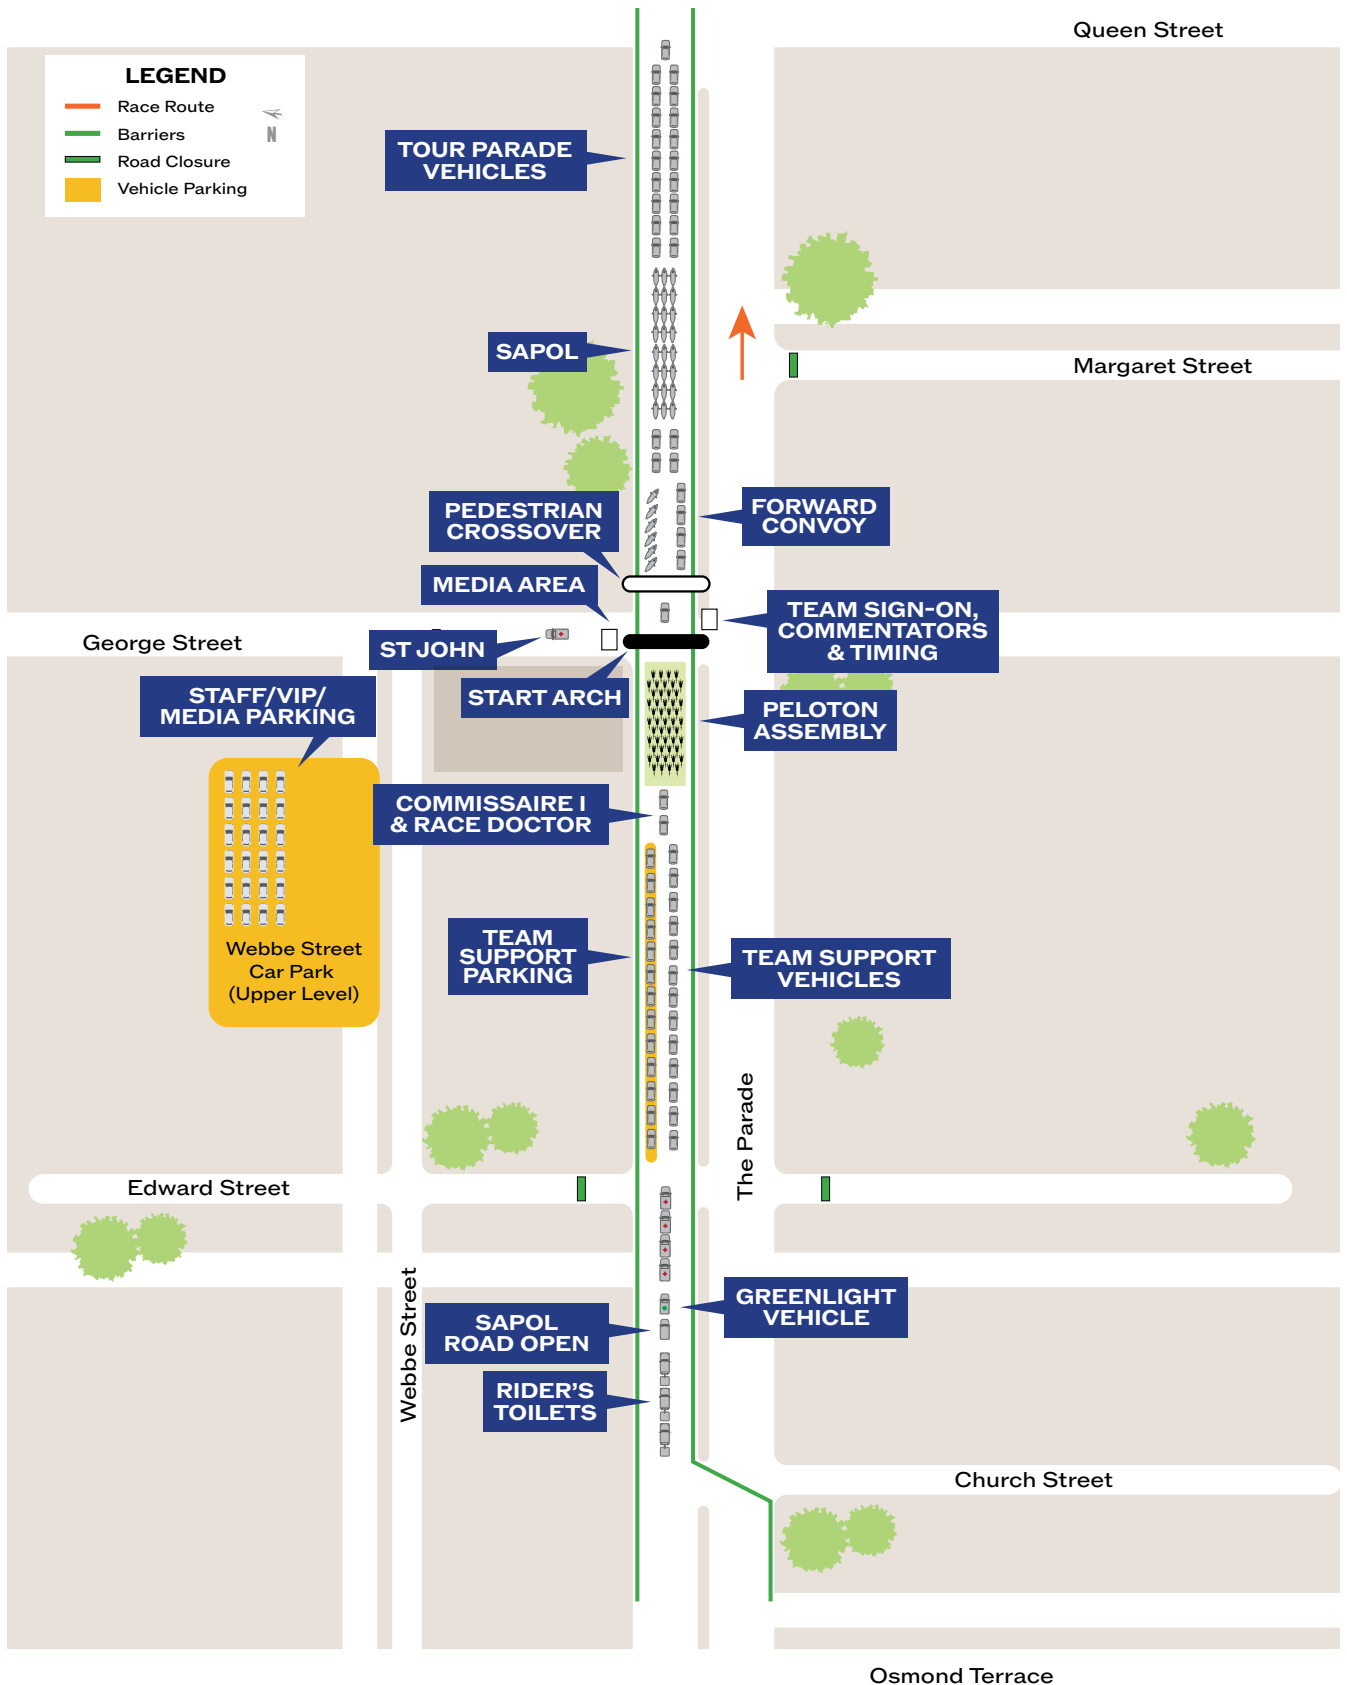 Queen Street
LEGEND
Race Route
Barriers
N
Road Closure
Vehicle Parking
TOUR PARADE
VEHICLES
SAPOL
Margaret Street
PEDESTRIAN
CROSSOVER
FORWARD
CONVOY
MEDIA AREA
TEAM SIGN-ON,
COMMENTATORS
& TIMING
George Street
ST JOHN
START ARCH
STAFF/VIP/
MEDIA PARKING
PELOTON
ASSEMBLY
COMMISSAIRE I
& RACE DOCTOR
Webbe Street
Car Park
(Upper Level)
TEAM
SUPPORT
PARKING
TEAM SUPPORT
VEHICLES
The Parade
Edward Street
Webbe Street
GREENLIGHT
VEHICLE
SAPOL
ROAD OPEN
RIDER'S
TOILETS
Church Street
Osmond Terrace